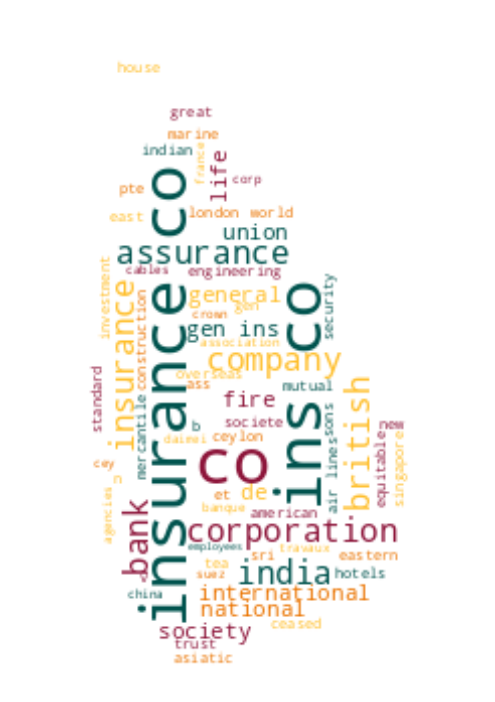 house
great
marine
indian
france
life
corp
co
pte
east
london world
union
assurance
cables
engineering
investment
insurance
construction
insurance co
general
gen
crown
gen ins
association
ins co
security
company
overseas
ass
mutual
standard
mercantile
fire
societe
b
daimei
ceylon
air lines
sons
british
new
equitable
singapore
cey
n
agencies
co
et
de
banque
american
bank
corporation
employees
travaux
sri
eastern
tea
suez
india
hotels
china
international
national
ceased
society
trust
asiatic